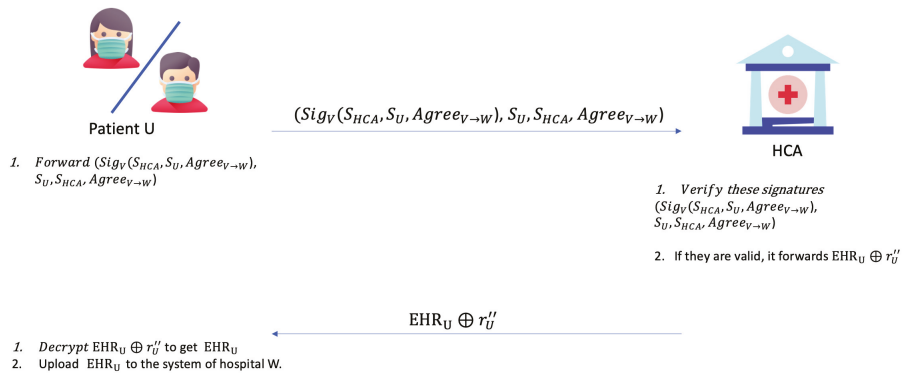 (Sig_V(S_HCA, S_U, Agree_V→W), S_U, S_HCA, Agree_V→W)
Patient U
HCA
1. Forward (Sig_V(S_HCA, S_U, Agree_V→W),
S_U, S_HCA, Agree_V→W)
1. Verify these signatures
(Sig_V(S_HCA, S_U, Agree_V→W),
S_U, S_HCA, Agree_V→W)
2. If they are valid, it forwards EHR_U ⊕ r''_U
EHR_U ⊕ r''_U
1. Decrypt EHR_U ⊕ r''_U to get EHR_U
2. Upload EHR_U to the system of hospital W.